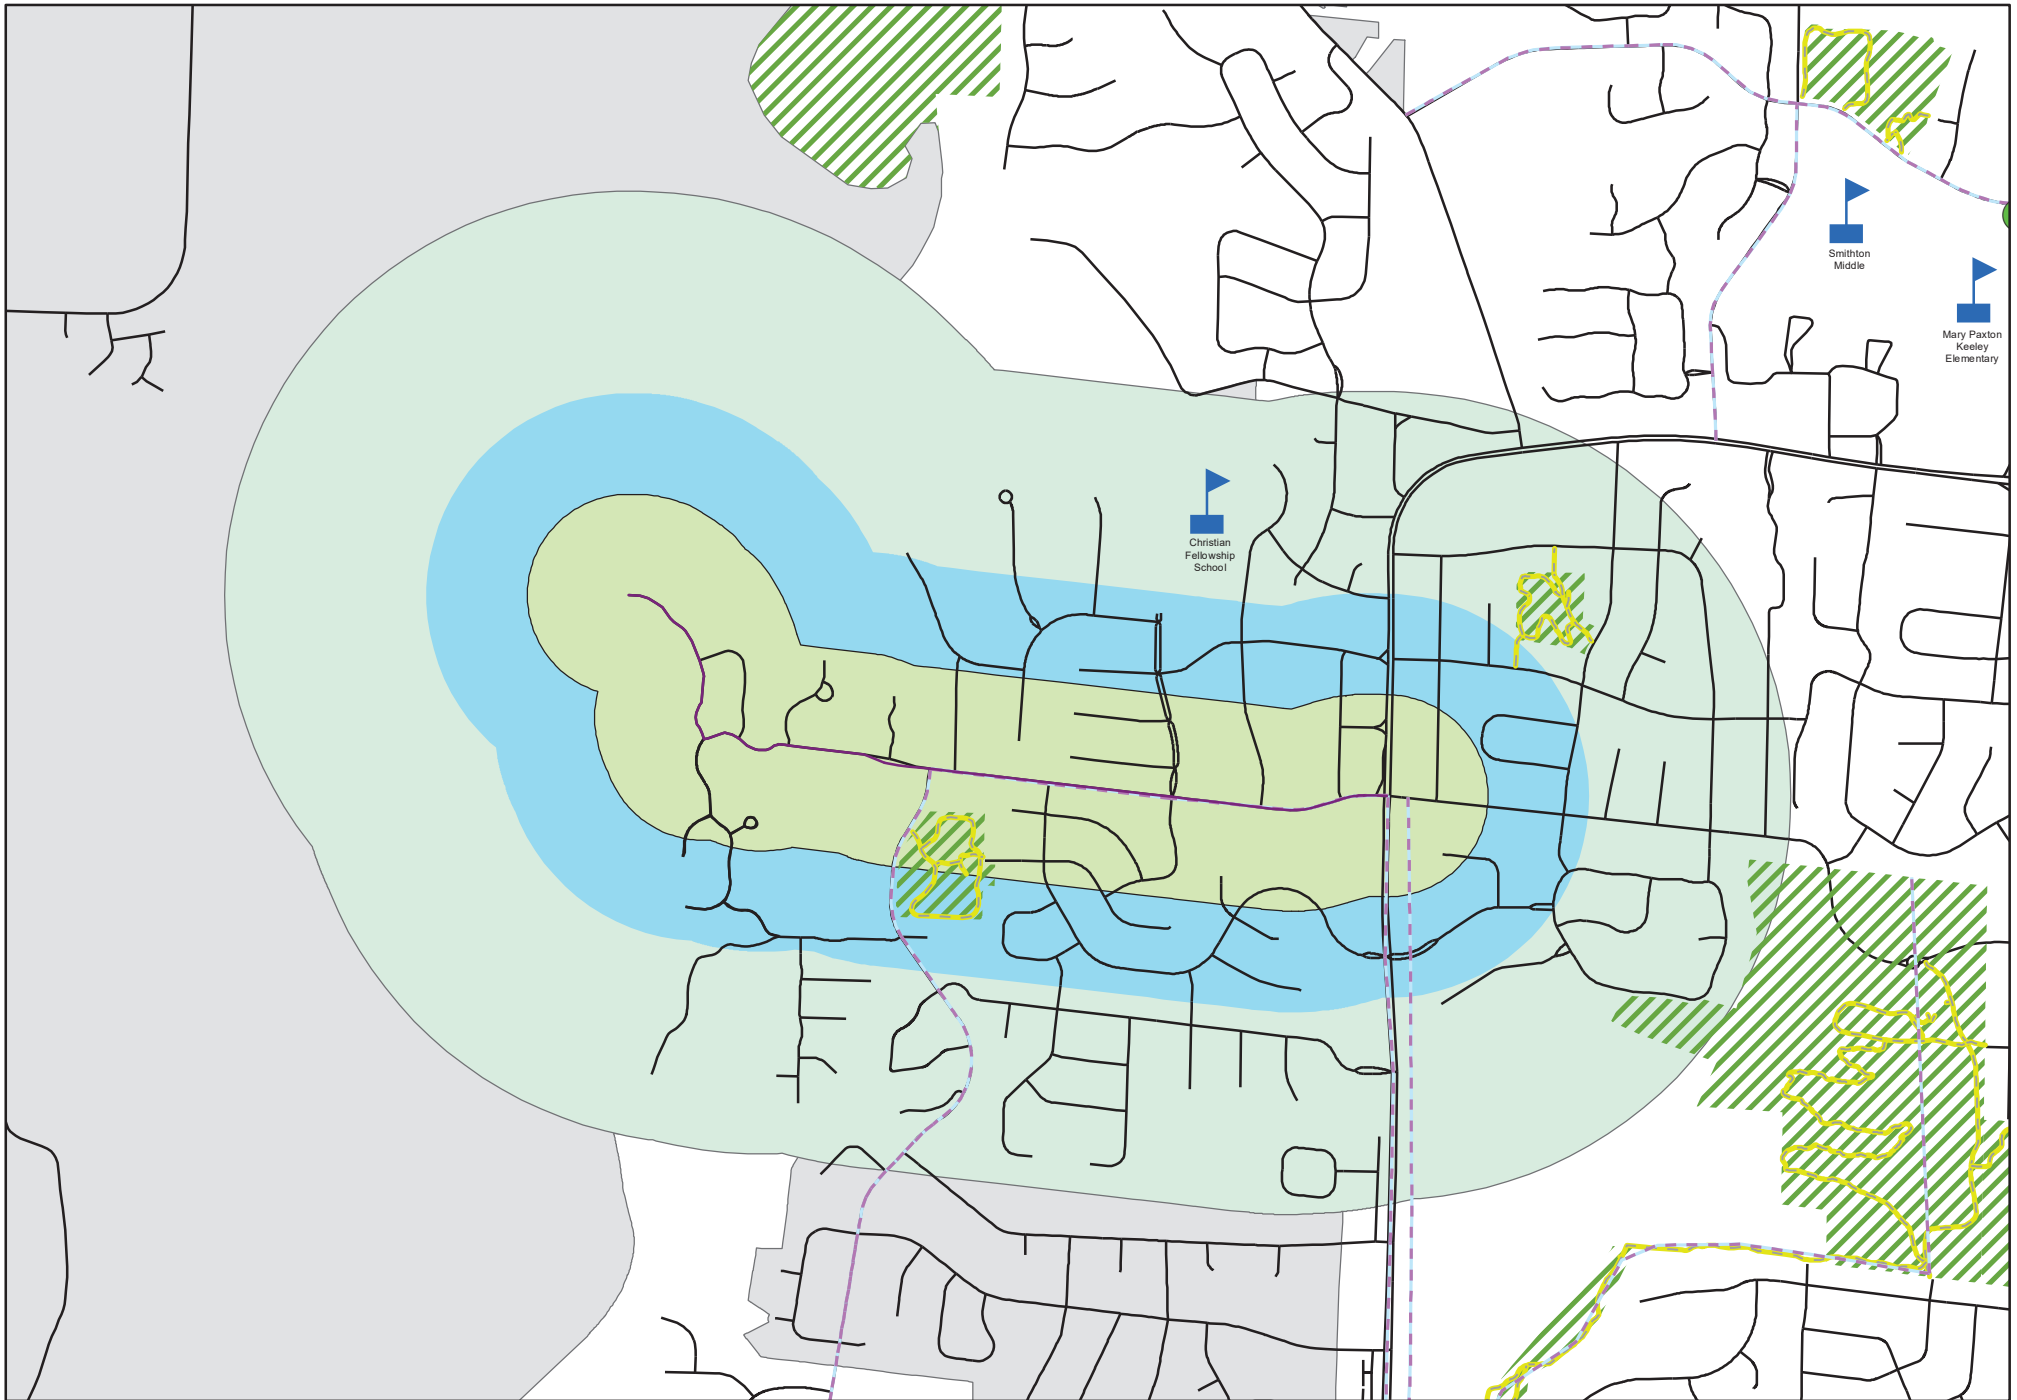 Smithton
Middle
Mary Paxton
Keeley
Elementary
Christian
Fellowship
School